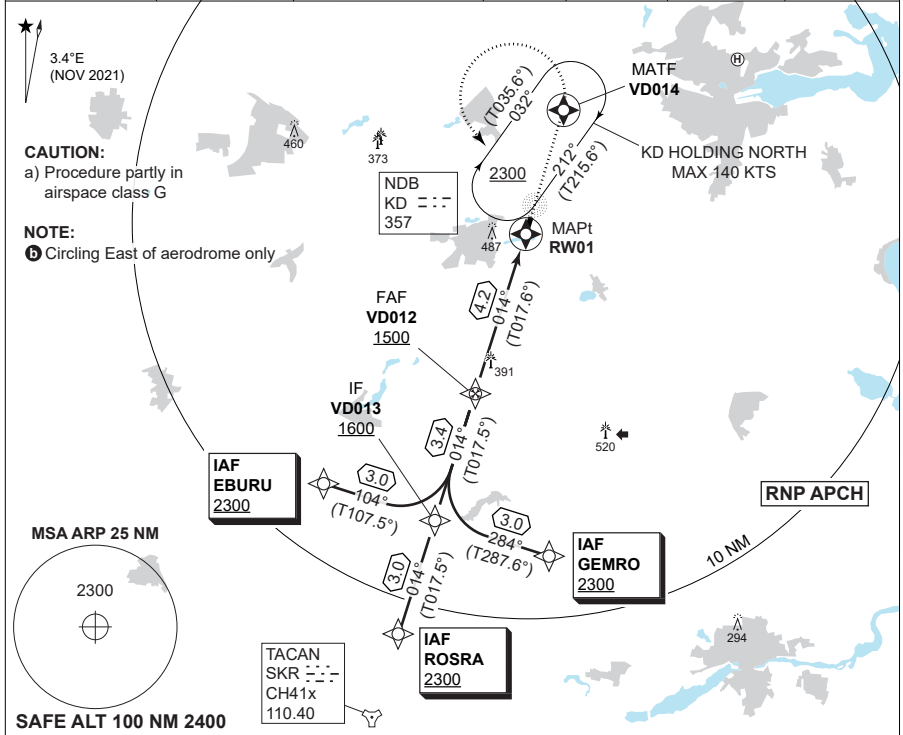 3.4°E
(NOV 2021)
CAUTION:
a) Procedure partly in
airspace class G
NOTE:
b Circling East of aerodrome only
460
373
NDB
KD
357
487
(T035.6°)
032°
2300
212°
(T215.6°)
MATF
VD014
H
KD HOLDING NORTH
MAX 140 KTS
MAPt
RW01
4.2
014°
(T017.6°)
FAF
VD012
1500
391
IF
VD013
1600
3.4
014°
(T017.5°)
520
IAF
EBURU
2300
3.0
104°
(T107.5°)
3.0
284°
(T287.6°)
IAF
GEMRO
2300
RNP APCH
10 NM
3.0
014°
(T017.5°)
IAF
ROSRA
2300
MSA ARP 25 NM
2300
SAFE ALT 100 NM 2400
TACAN
SKR
CH41x
110.40
294